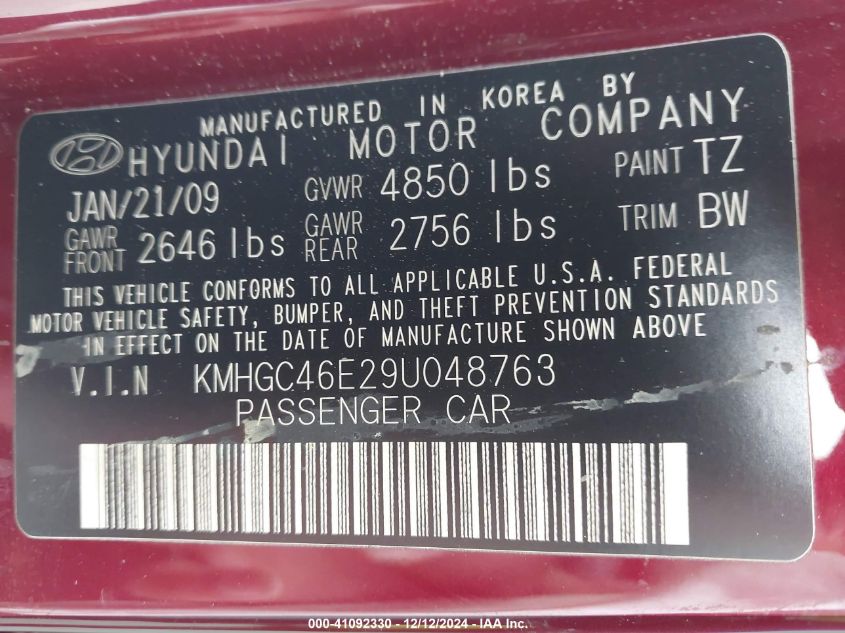 MANUFACTURED IN KOREA BY
HYUNDAI MOTOR COMPANY
JAN/21/09 GVWR 4850 lbs PAINT TZ
GAWR FRONT 2646 lbs GAWR REAR 2756 lbs TRIM BW
THIS VEHICLE CONFORMS TO ALL APPLICABLE U.S.A. FEDERAL
MOTOR VEHICLE SAFETY, BUMPER, AND THEFT PREVENTION STANDARDS
IN EFFECT ON THE DATE OF MANUFACTURE SHOWN ABOVE
V.I.N KMHGC46E29U048763
PASSENGER CAR
000-41092330 - 12/12/2024 - IAA Inc.